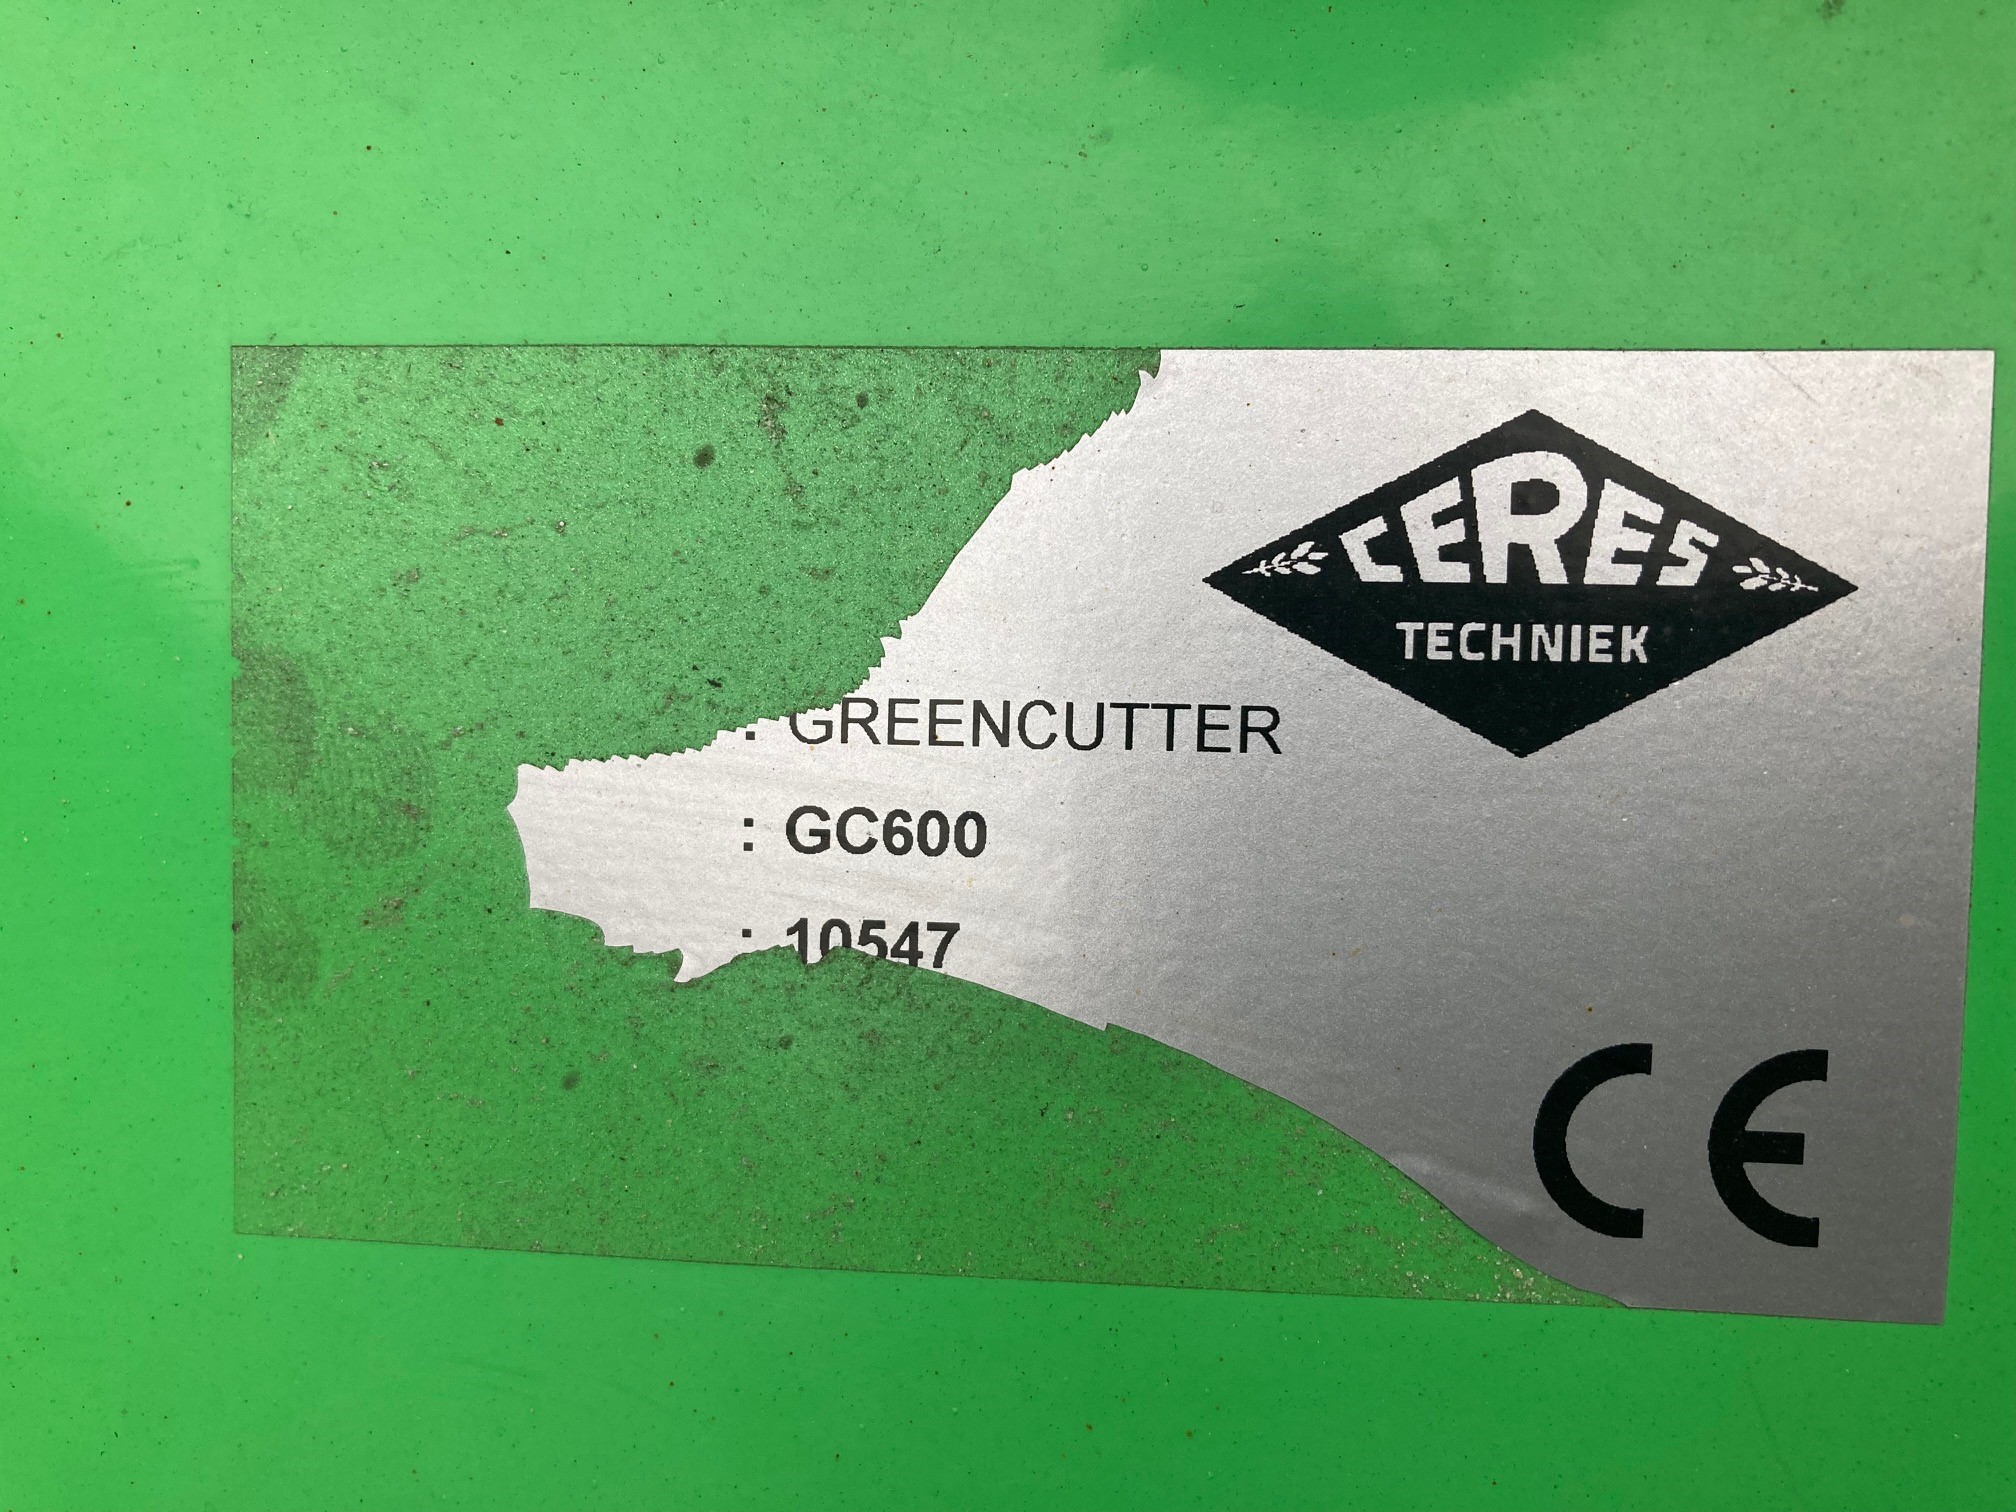 CERES
TECHNIEK
: GREENCUTTER
: GC600
: 10547
CE